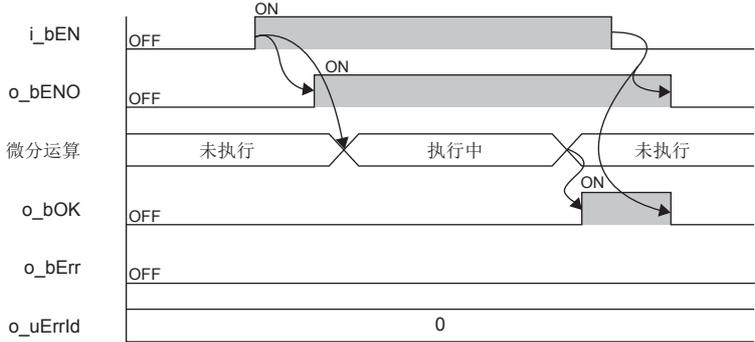 ON
i_bEN
OFF
ON
o_bENO
OFF
微分运算 未执行 执行中 未执行
ON
o_bOK
OFF
o_bErr
OFF
o_uErrId 0